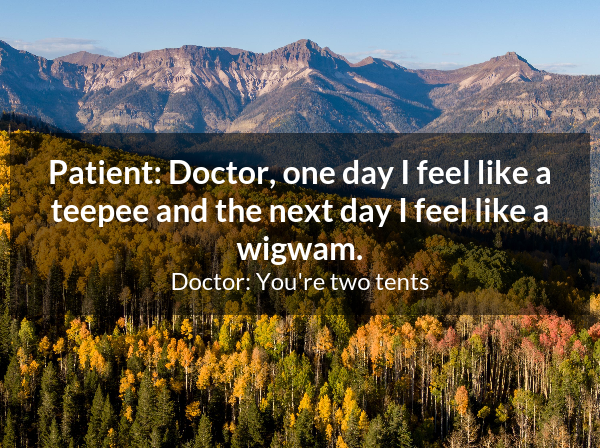 Patient: Doctor, one day I feel like a
teepee and the next day I feel like a
wigwam.
Doctor: You're two tents